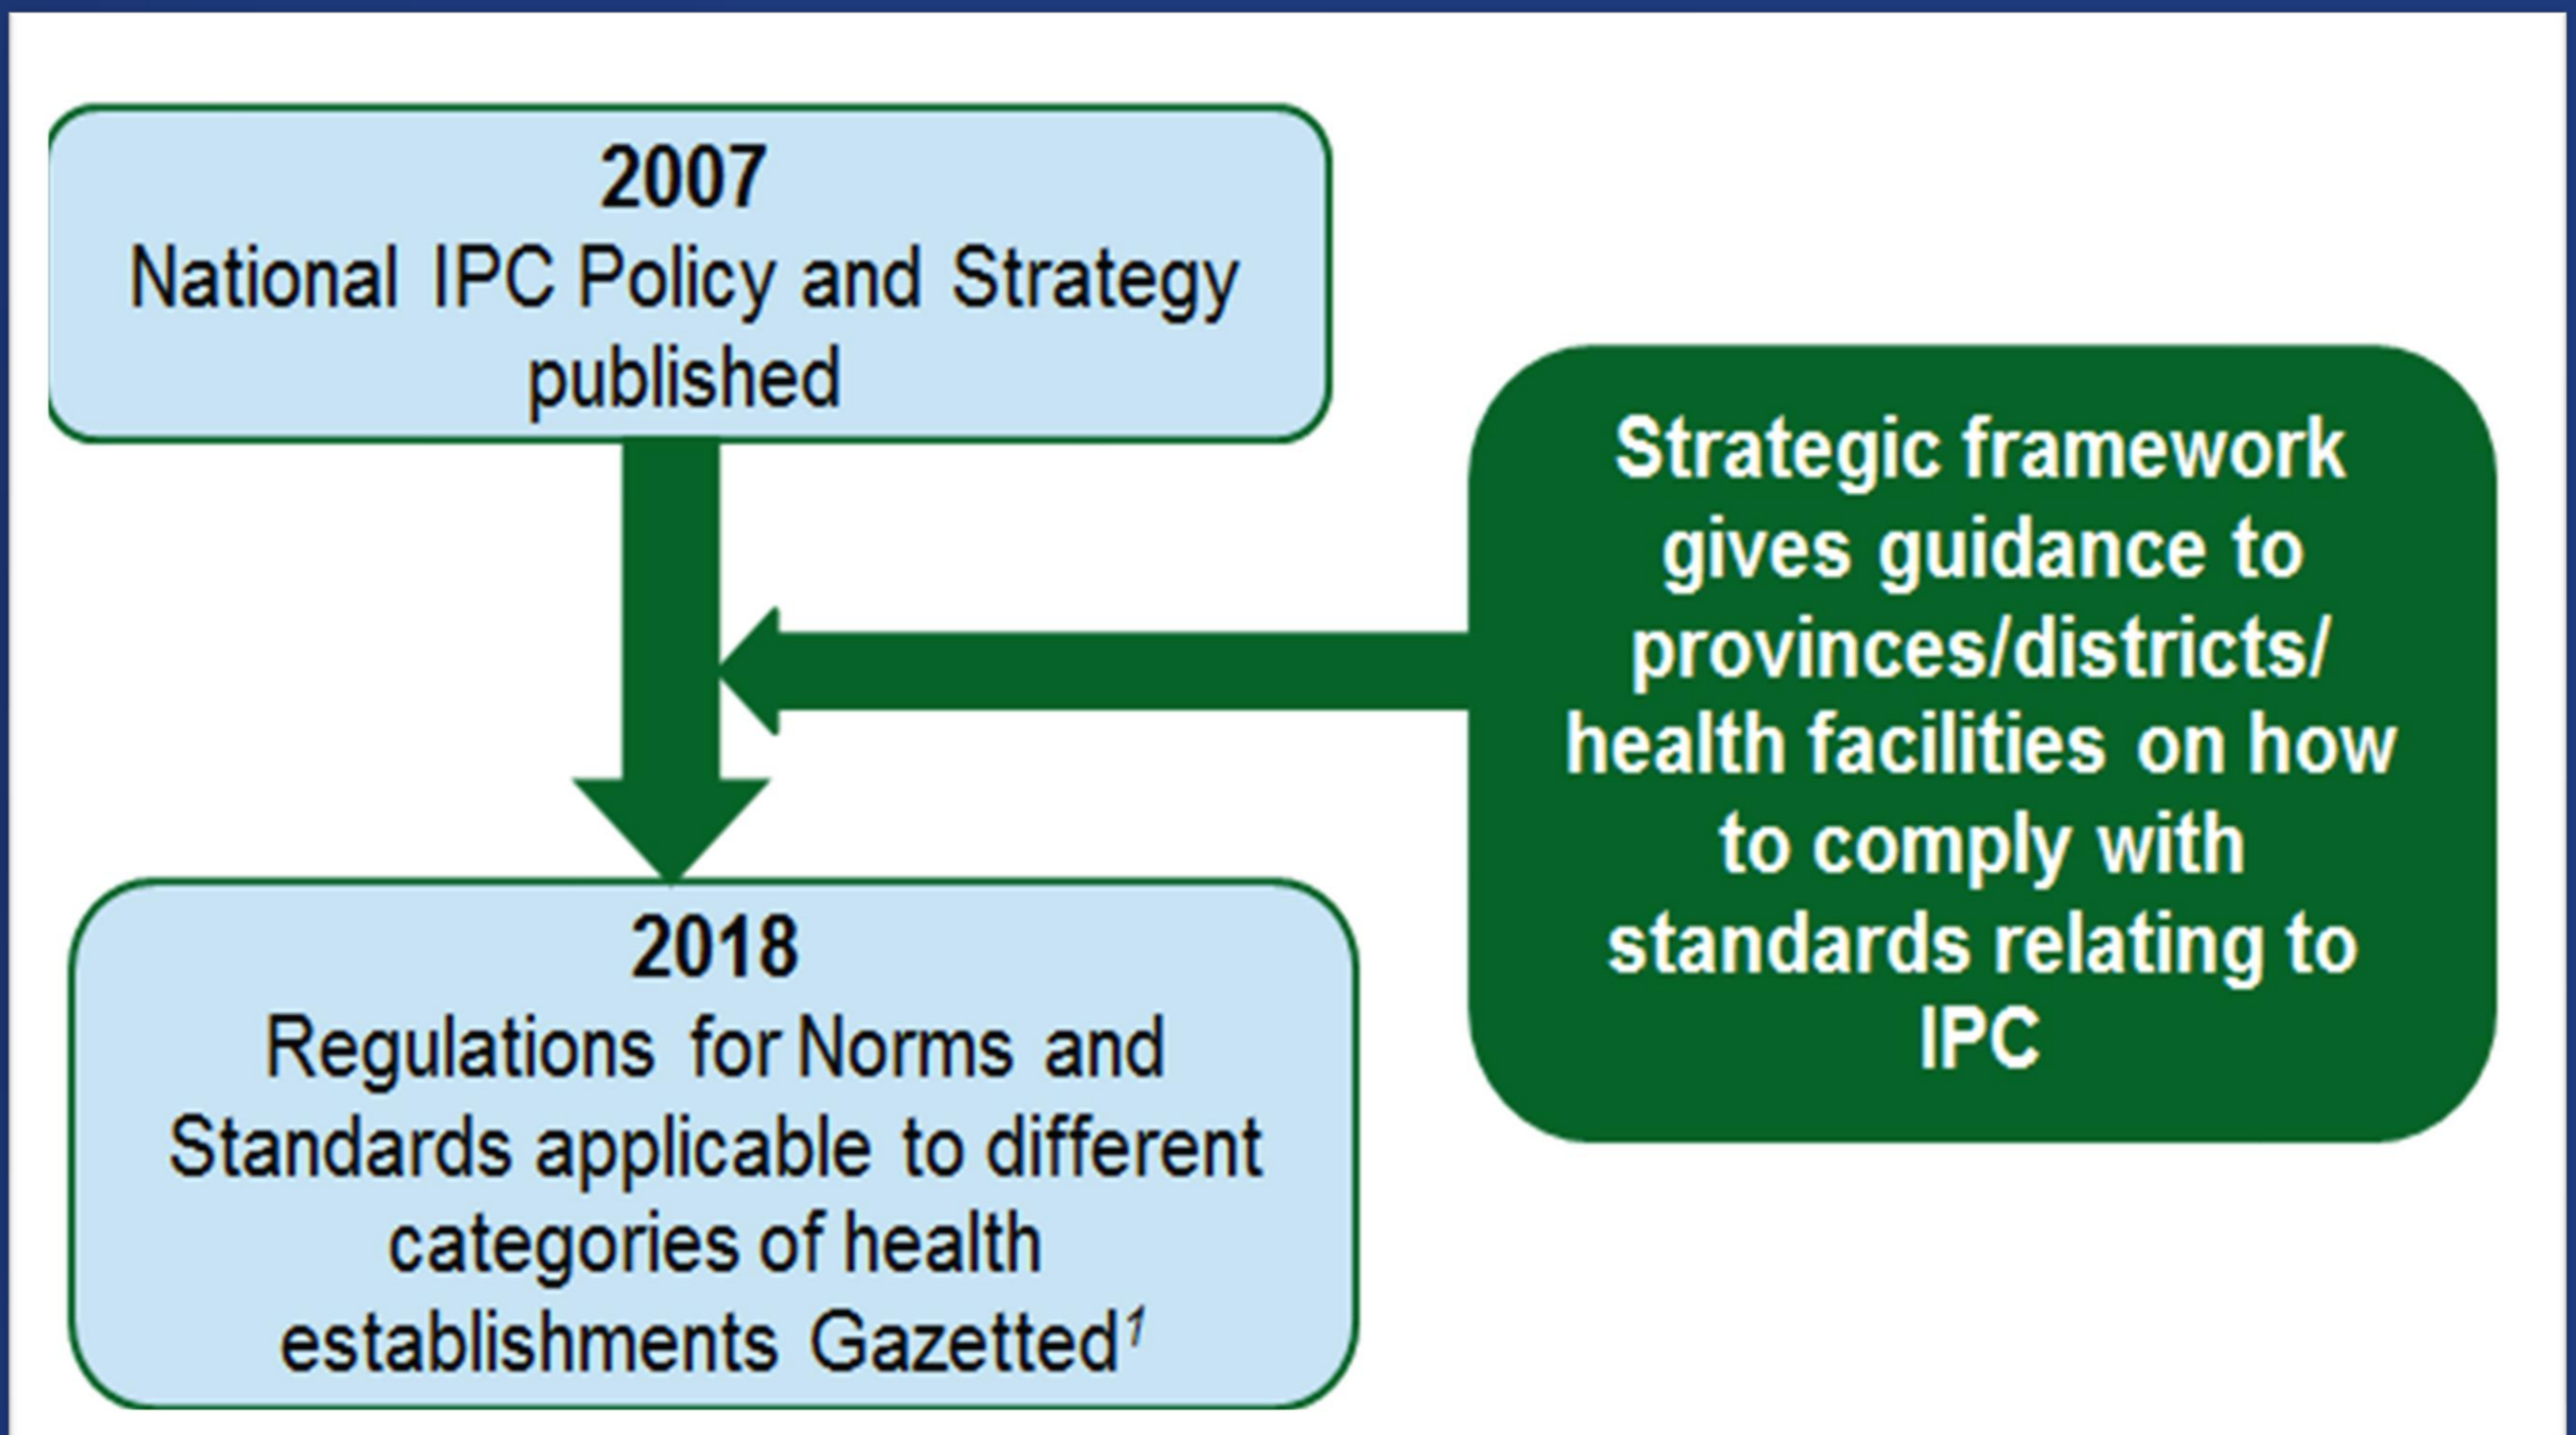 2007
National IPC Policy and Strategy
published
Strategic framework
gives guidance to
provinces/districts/
health facilities on how
to comply with
standards relating to
IPC
2018
Regulations for Norms and
Standards applicable to different
categories of health
establishments Gazetted¹